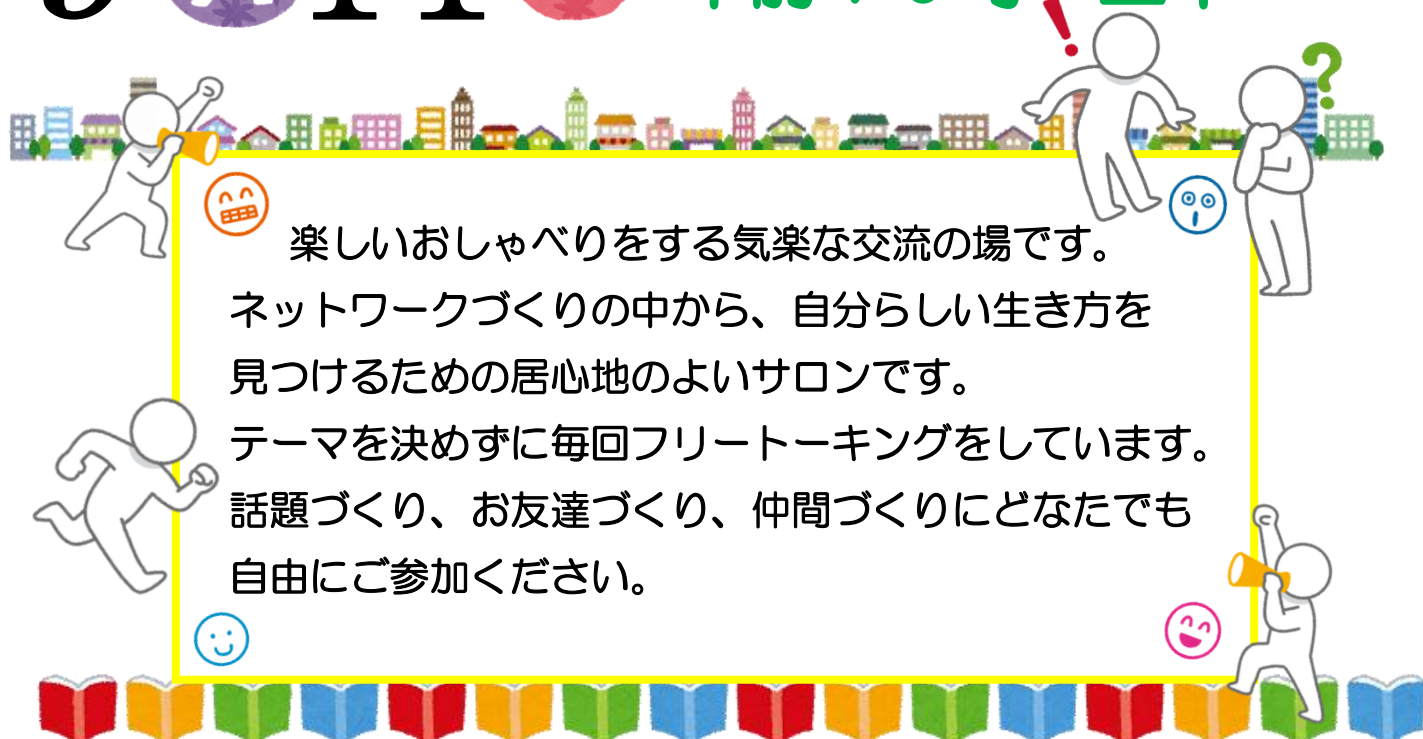 楽しいおしゃべりをする気楽な交流の場です。
ネットワークづくりの中から、自分らしい生き方を
見つけるための居心地のよいサロンです。
テーマを決めずに毎回フリートーキングをしています。
話題づくり、お友達づくり、仲間づくりにどなたでも
自由にご参加ください。